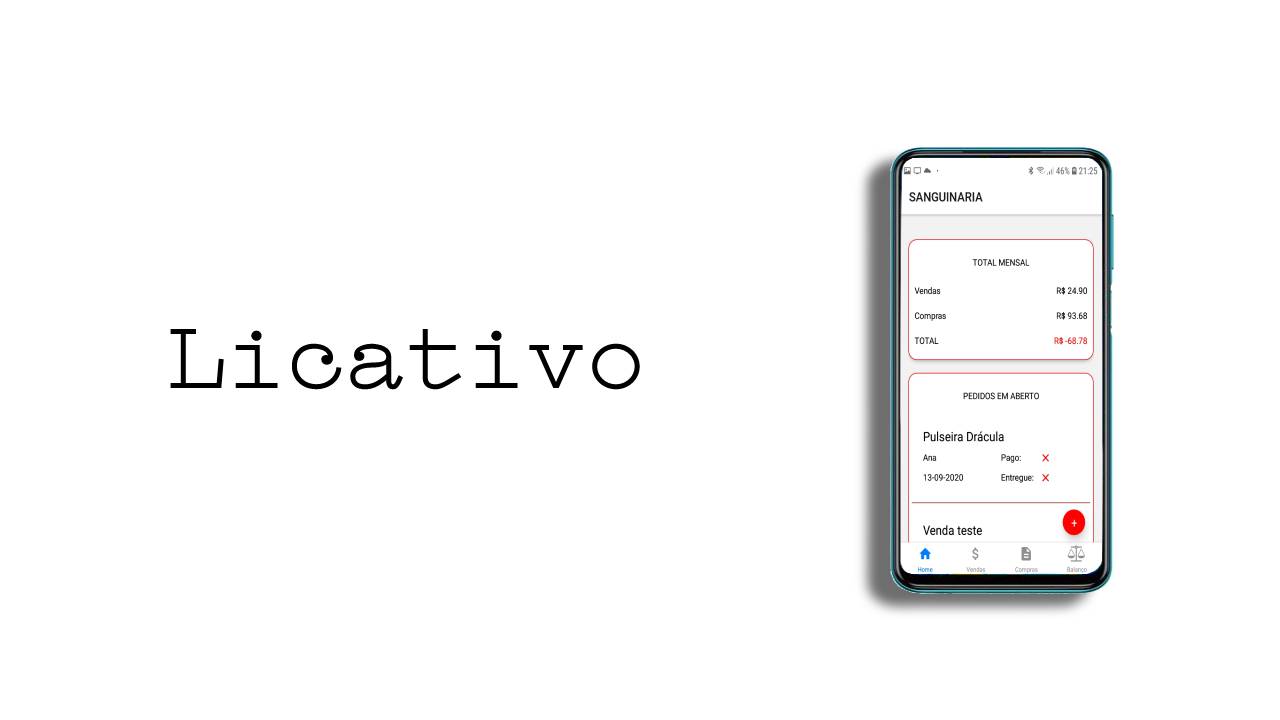 Licativo
46% 21:25
SANGUINARIA
TOTAL MENSAL
Vendas R$ 24.90
Compras R$ 93.68
TOTAL R$ -68.78
PEDIDOS EM ABERTO
Pulseira Drácula
Ana Pago: X
13-09-2020 Entregue: X
Venda teste
+
$
Home Vendas Compras Balanço